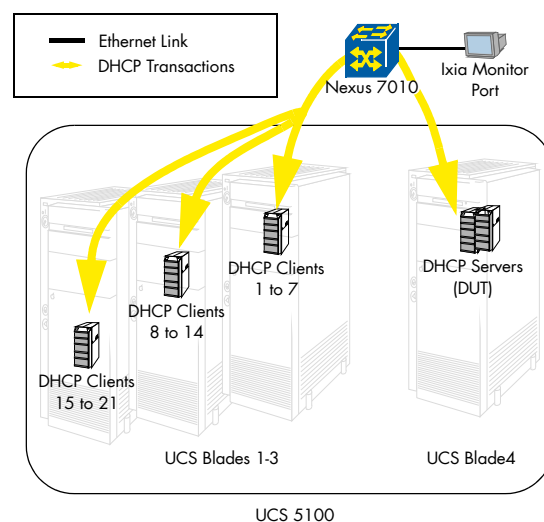 Ethernet Link
DHCP Transactions
Nexus 7010
Ixia Monitor
Port
DHCP Clients
1 to 7
DHCP Servers
(DUT)
DHCP Clients
8 to 14
DHCP Clients
15 to 21
UCS Blades 1-3
UCS Blade4
UCS 5100